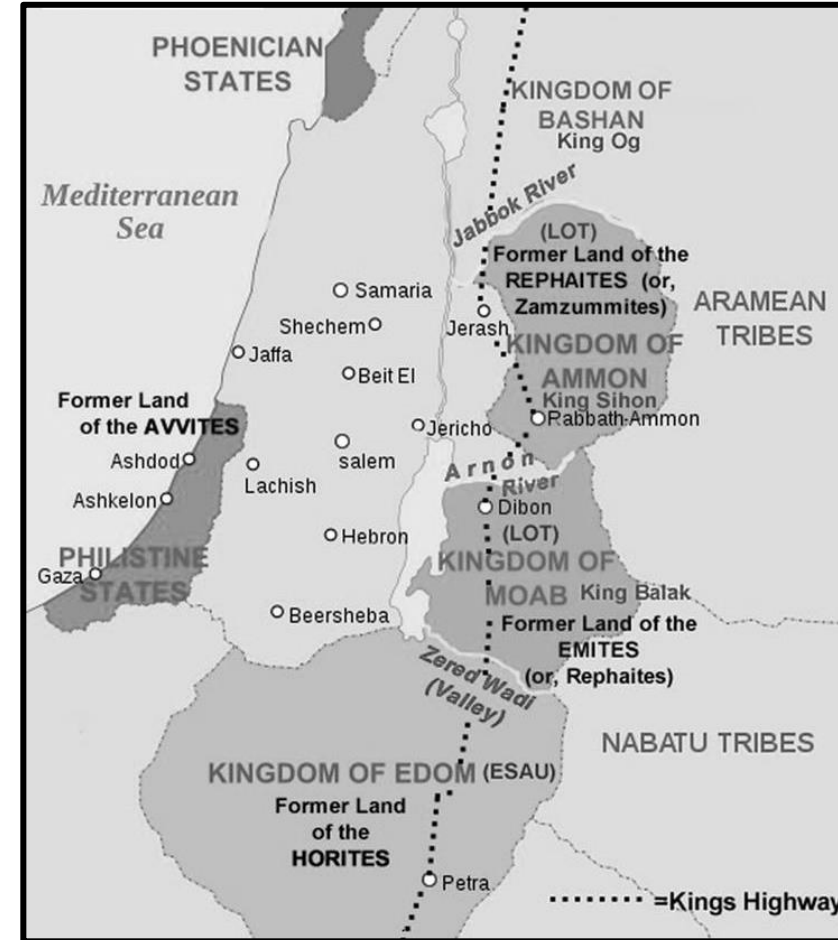 PHOENICIAN
STATES
KINGDOM OF
BASHAN
King Og
Mediterranean
Sea
Jabbok River
(LOT)
Former Land of the
REPHAITES (or,
Zamzummites)
ARAMEAN
TRIBES
Samaria
Shechem
Jerash
KINGDOM OF
AMMON
King Sihon
Jaffa
Beit El
Former Land
of the AVVITES
Rabbath-Ammon
Jericho
Ashdod
salem
Arnon
River
Lachish
Ashkelon
Dibon
(LOT)
Hebron
KINGDOM OF
MOAB
King Balak
PHILISTINE
STATES
Gaza
Beersheba
Former Land of the
EMITES
(or, Rephaites)
Zered Wadi
(Valley)
NABATU TRIBES
KINGDOM OF EDOM (ESAU)
Former Land
of the
HORITES
Petra
=Kings Highway